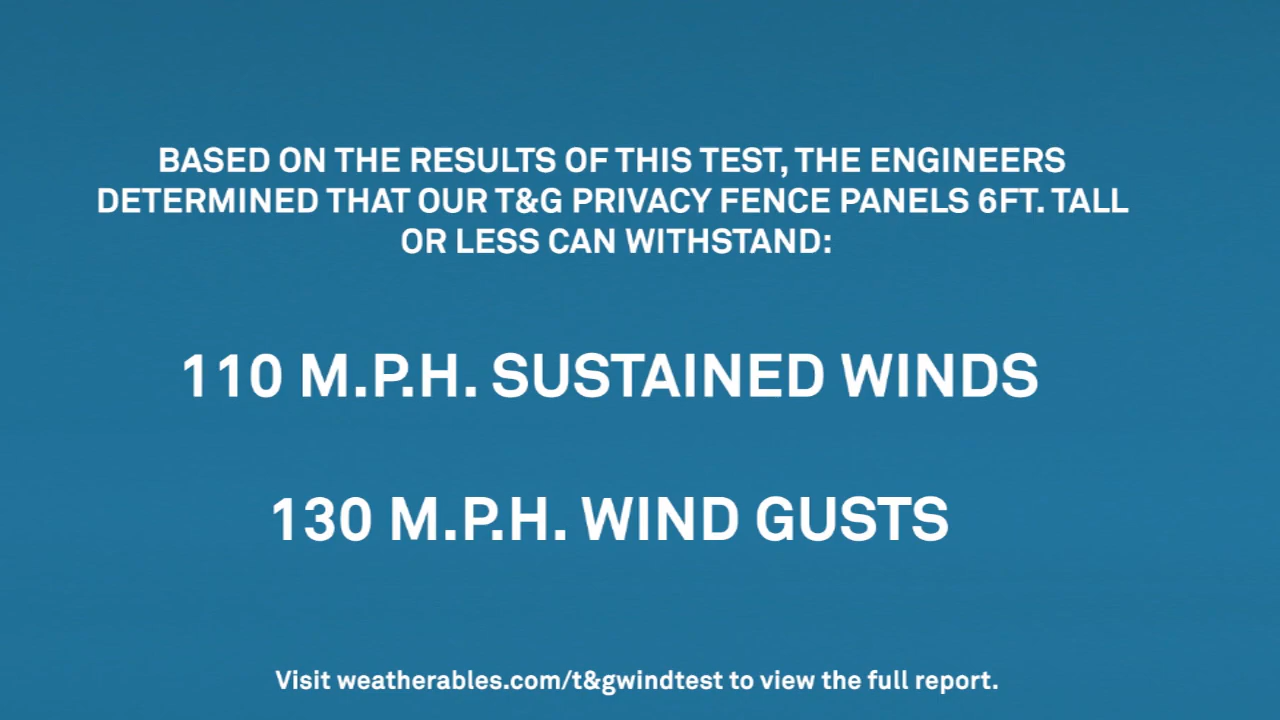 BASED ON THE RESULTS OF THIS TEST, THE ENGINEERS
DETERMINED THAT OUR T&G PRIVACY FENCE PANELS 6FT. TALL
OR LESS CAN WITHSTAND:
110 M.P.H. SUSTAINED WINDS
130 M.P.H. WIND GUSTS
Visit weatherables.com/t&gwindtest to view the full report.